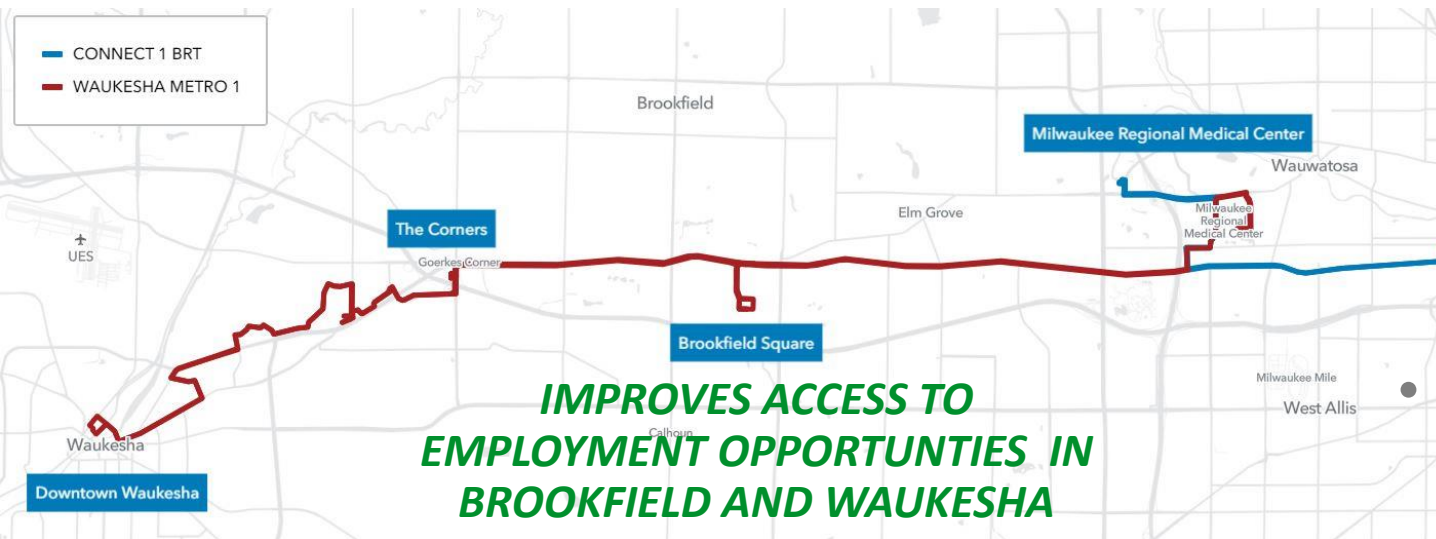 CONNECT 1 BRT
WAUKESHA METRO 1
Brookfield
Milwaukee Regional Medical Center
Wauwatosa
Elm Grove
Milwaukee
Regional
Medical Center
The Corners
UES
Goerkes Corner
Brookfield Square
Milwaukee Mile
West Allis
IMPROVES ACCESS TO
Calhoun
EMPLOYMENT OPPORTUNTIES IN
BROOKFIELD AND WAUKESHA
Waukesha
Downtown Waukesha